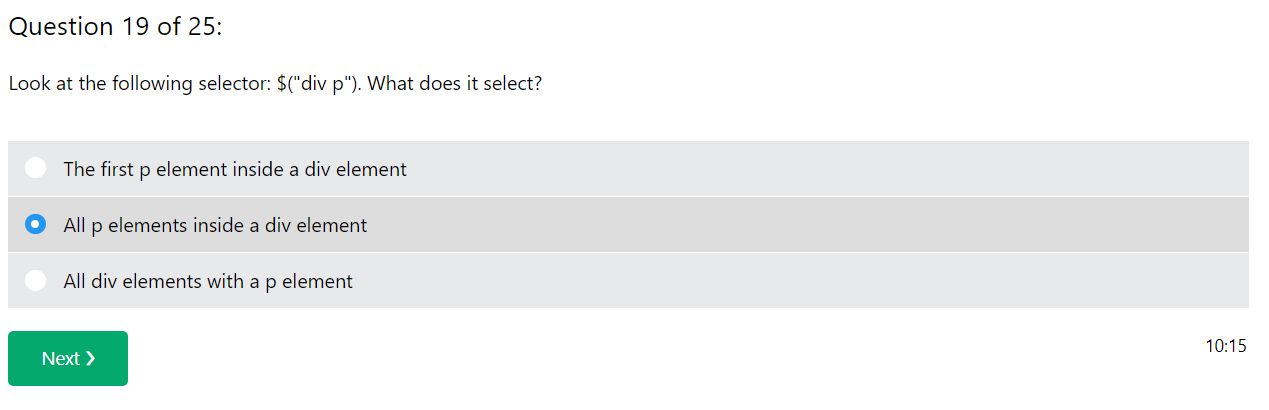 Question 19 of 25:
Look at the following selector: $("div p"). What does it select?
The first p element inside a div element
All p elements inside a div element
All div elements with a p element
Next ❯
10:15